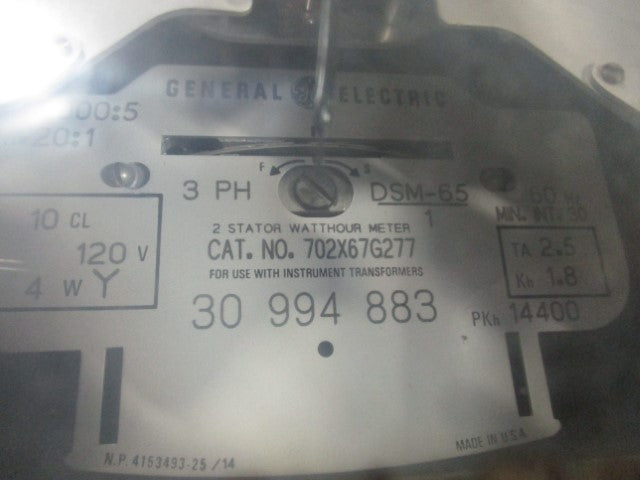 GENERAL ELECTRIC
00:5
20:1
F S
3 PH
DSM-65
1
60
MIN. INT. 30
10 CL
120 V
4 W Y
2 STATOR WATTHOUR METER
CAT. NO. 702X67G277
FOR USE WITH INSTRUMENT TRANSFORMERS
TA 2.5
Kh 1.8
30 994 883
PKh 14400
N.P. 4153493-25 /14
MADE IN U.S.A.